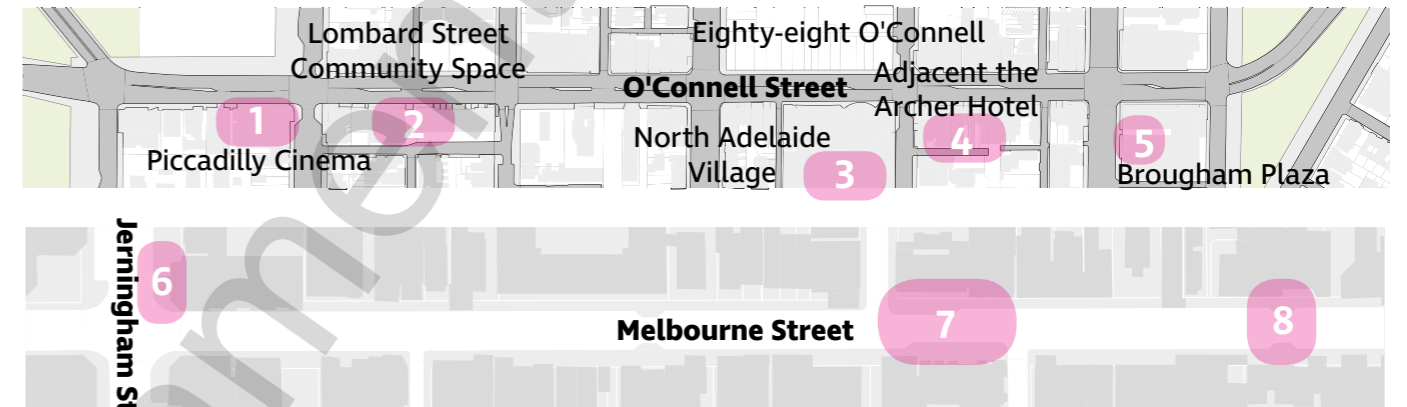 Lombard Street
Community Space
Eighty-eight O'Connell
O'Connell Street
Adjacent the
Archer Hotel
1
2
North Adelaide
Village
4
5
Piccadilly Cinema
3
Brougham Plaza
Jerningham St
6
Melbourne Street
7
8